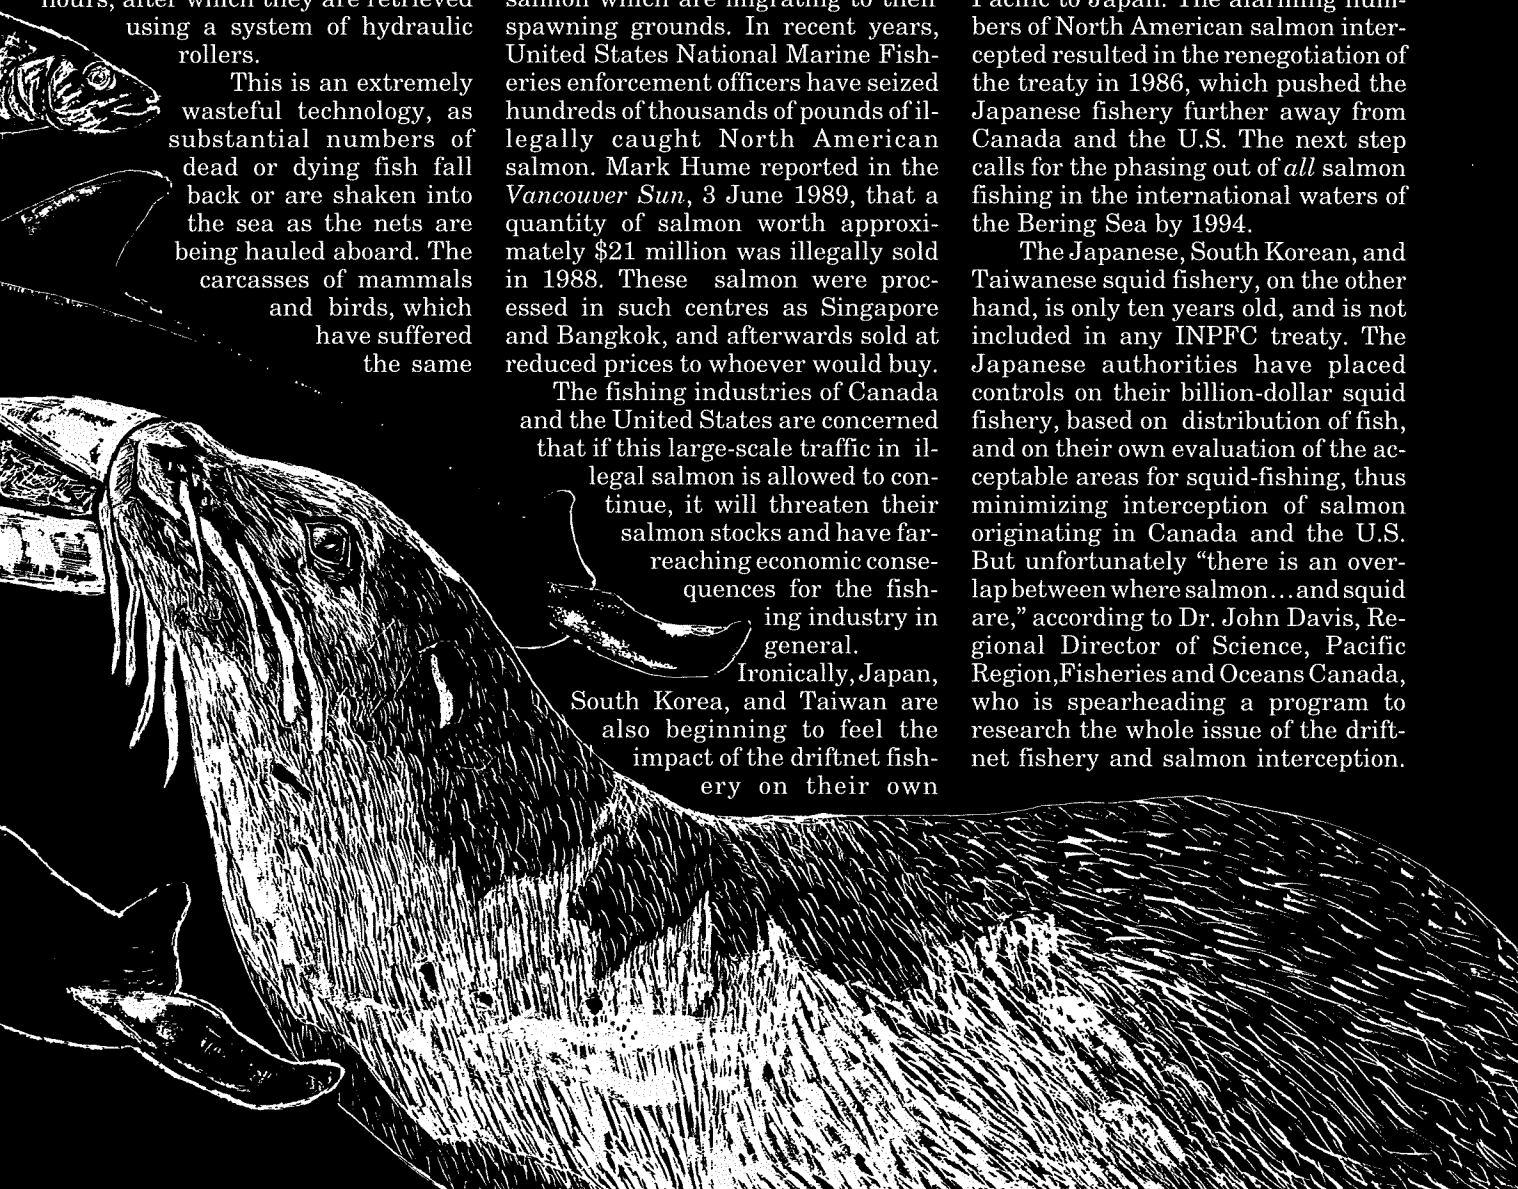 hours, after which they are retrieved
using a system of hydraulic
rollers.
This is an extremely
wasteful technology, as
substantial numbers of
dead or dying fish fall
back or are shaken into
the sea as the nets are
being hauled aboard. The
carcasses of mammals
and birds, which
have suffered
the same
salmon which are migrating to their
spawning grounds. In recent years,
United States National Marine Fish-
eries enforcement officers have seized
hundreds of thousands of pounds of il-
legally caught North American
salmon. Mark Hume reported in the
Vancouver Sun, 3 June 1989, that a
quantity of salmon worth approxi-
mately $21 million was illegally sold
in 1988. These salmon were proc-
essed in such centres as Singapore
and Bangkok, and afterwards sold at
reduced prices to whoever would buy.
The fishing industries of Canada
and the United States are concerned
that if this large-scale traffic in il-
legal salmon is allowed to con-
tinue, it will threaten their
salmon stocks and have far-
reaching economic conse-
quences for the fish-
ing industry in
general.
Ironically, Japan,
South Korea, and Taiwan are
also beginning to feel the
impact of the driftnet fish-
ery on their own
Pacific to Japan. The alarming num-
bers of North American salmon inter-
cepted resulted in the renegotiation of
the treaty in 1986, which pushed the
Japanese fishery further away from
Canada and the U.S. The next step
calls for the phasing out of all salmon
fishing in the international waters of
the Bering Sea by 1994.
The Japanese, South Korean, and
Taiwanese squid fishery, on the other
hand, is only ten years old, and is not
included in any INPFC treaty. The
Japanese authorities have placed
controls on their billion-dollar squid
fishery, based on distribution of fish,
and on their own evaluation of the ac-
ceptable areas for squid-fishing, thus
minimizing interception of salmon
originating in Canada and the U.S.
But unfortunately “there is an over-
lap between where salmon...and squid
are,” according to Dr. John Davis, Re-
gional Director of Science, Pacific
Region,Fisheries and Oceans Canada,
who is spearheading a program to
research the whole issue of the drift-
net fishery and salmon interception.